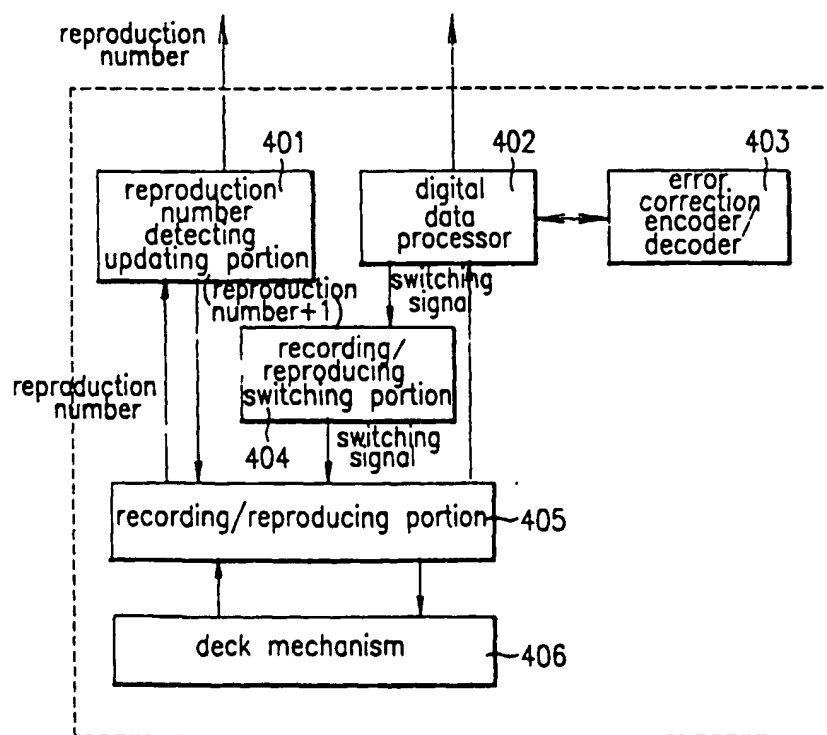 reproduction
number
401
402
403
reproduction
number
detecting
updating portion
digital
data
processor
error
correction
encoder/
decoder
(reproduction
number+1)
switching
signal
recording/
reproducing
switching portion
reproduction
number
404
switching
signal
recording/reproducing portion
405
deck mechanism
406